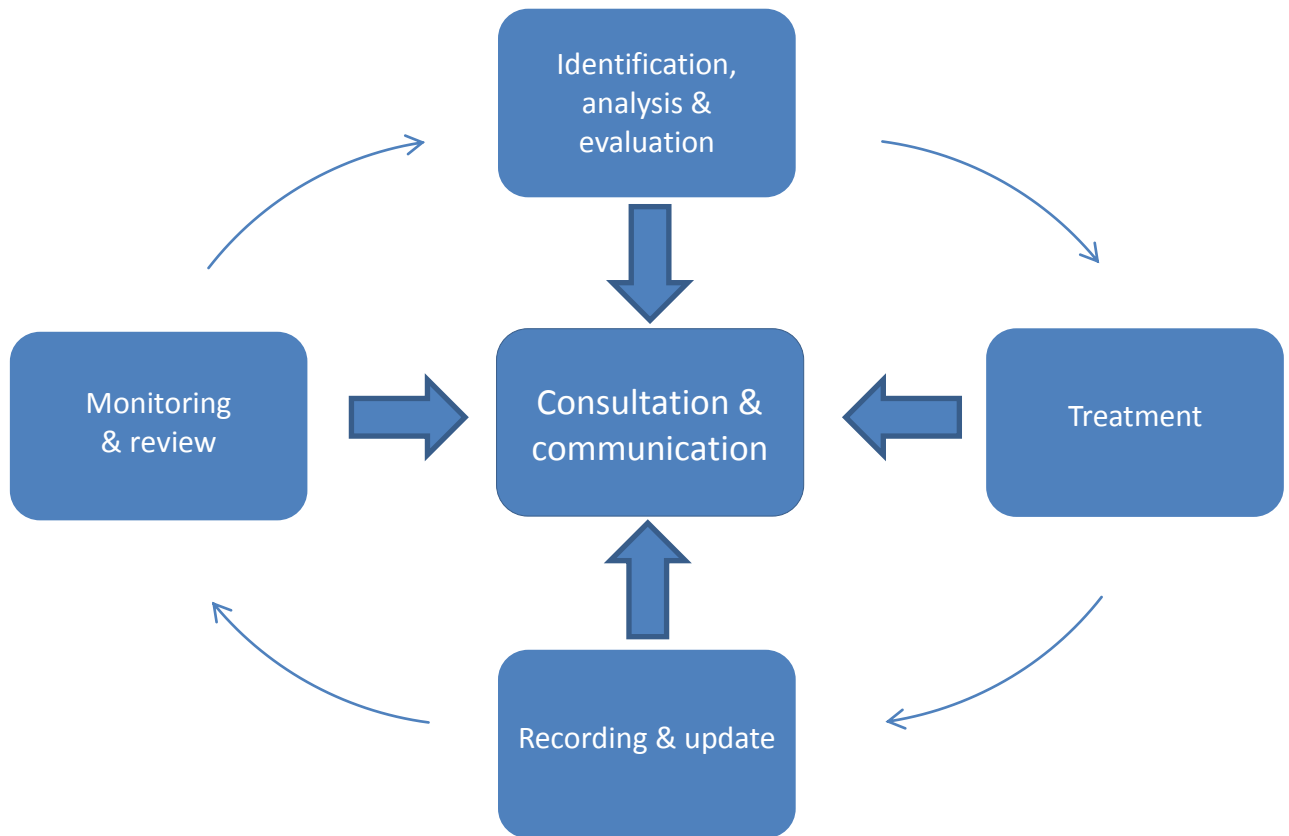 Identification,
analysis &
evaluation
Monitoring
& review
Consultation &
communication
Treatment
Recording & update